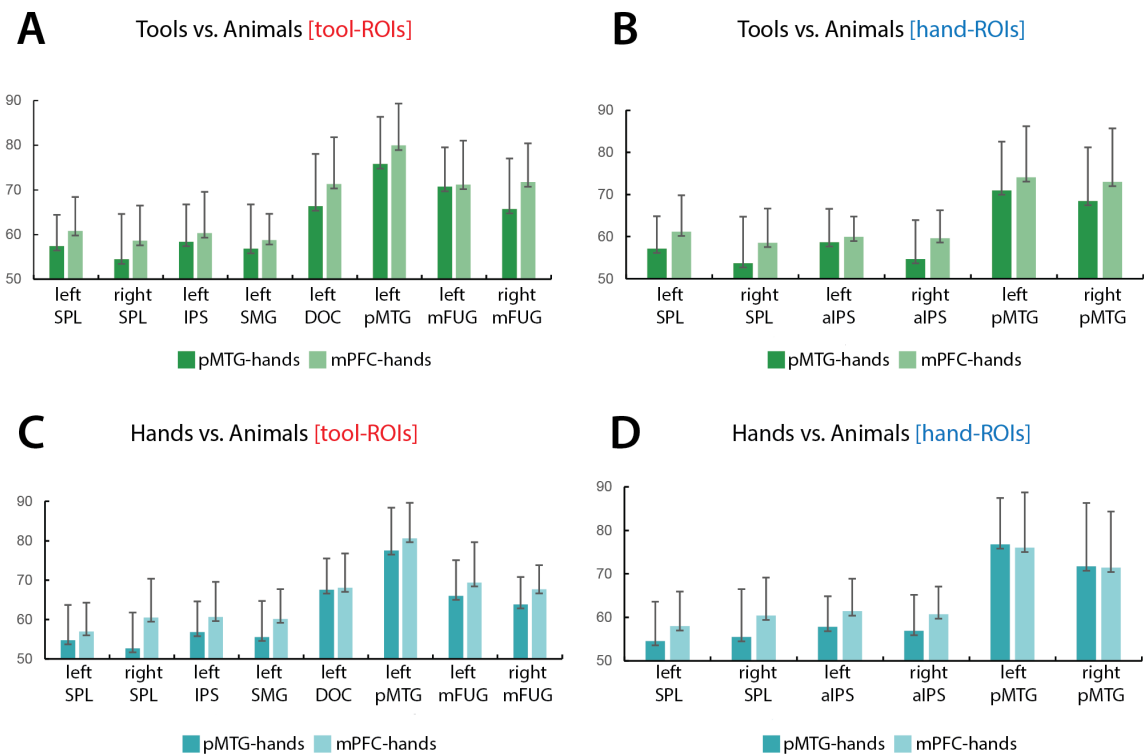 A
Tools vs. Animals [tool-ROIs]
90
80
70
60
50
left SPL
right SPL
left IPS
left SMG
left DOC
left pMTG
left mFUG
right mFUG
pMTG-hands
mPFC-hands
B
Tools vs. Animals [hand-ROIs]
90
80
70
60
50
left SPL
right SPL
left aIPS
right aIPS
left pMTG
right pMTG
pMTG-hands
mPFC-hands
C
Hands vs. Animals [tool-ROIs]
90
80
70
60
50
left SPL
right SPL
left IPS
left SMG
left DOC
left pMTG
left mFUG
right mFUG
pMTG-hands
mPFC-hands
D
Hands vs. Animals [hand-ROIs]
90
80
70
60
50
left SPL
right SPL
left aIPS
right aIPS
left pMTG
right pMTG
pMTG-hands
mPFC-hands